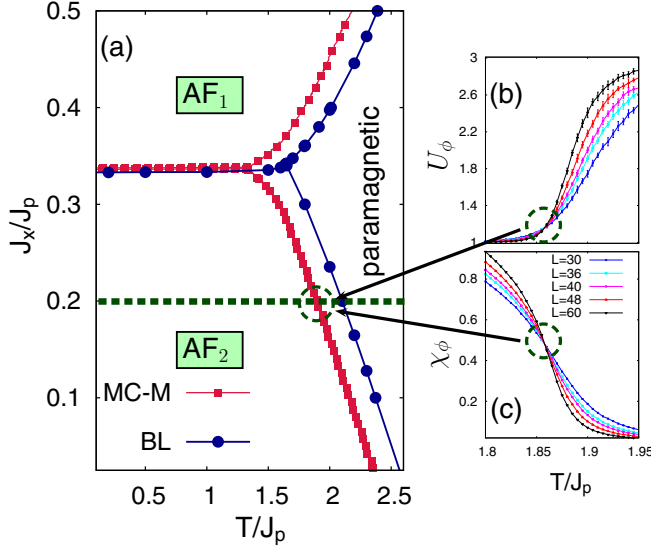 (a)
AF₁
AF₂
paramagnetic
MC-M
BL
Jₓ/Jₚ
0.5
0.4
0.3
0.2
0.1
0.5
1
1.5
2
2.5
T/Jₚ
(b)
U_ϕ
3
2.6
2.2
1.8
1.4
1
(c)
χ_ϕ
0.8
0.6
0.4
0.2
L=30
L=36
L=40
L=48
L=60
1.8
1.85
1.9
1.95
T/Jₚ